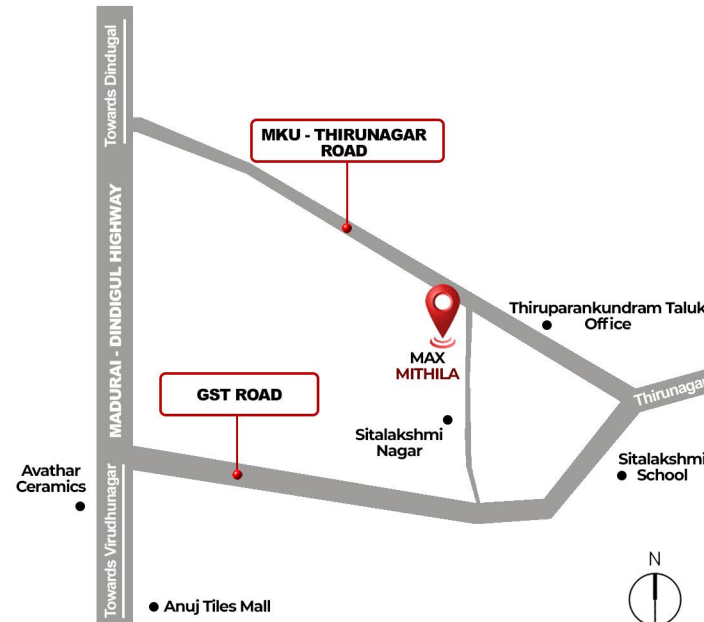 Towards Dindugal
MKU - THIRUNAGAR
ROAD
MADURAI - DINDIGUL HIGHWAY
Thiruparankundram Taluk
Office
MAX
MITHILA
GST ROAD
Thirunagar
Sitalakshmi
Nagar
Sitalakshmi
School
Avathar
Ceramics
Towards Virudhunagar
N
Anuj Tiles Mall